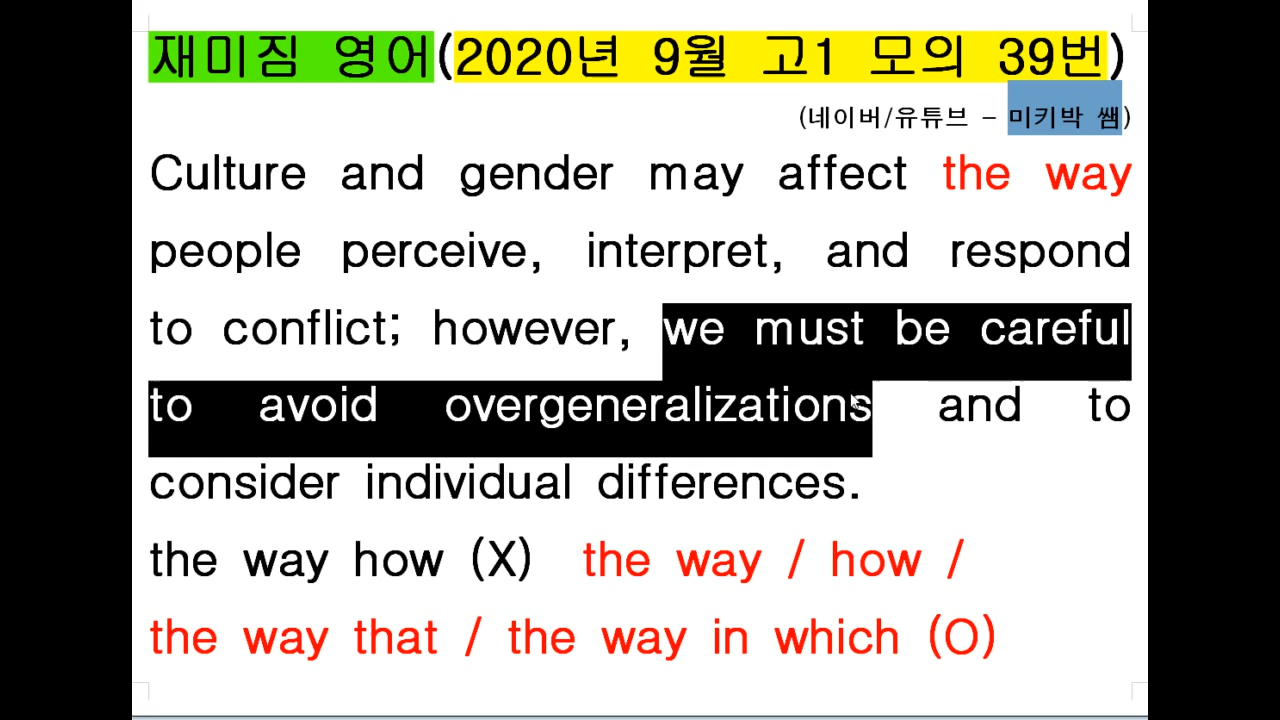 재미짐 영어(2020년 9월 고1 모의 39번)
(네이버/유튜브 - 미키박 쌤)
Culture and gender may affect the way
people perceive, interpret, and respond
to conflict; however, we must be careful
to avoid overgeneralizations and to
consider individual differences.
the way how (X) the way / how /
the way that / the way in which (O)